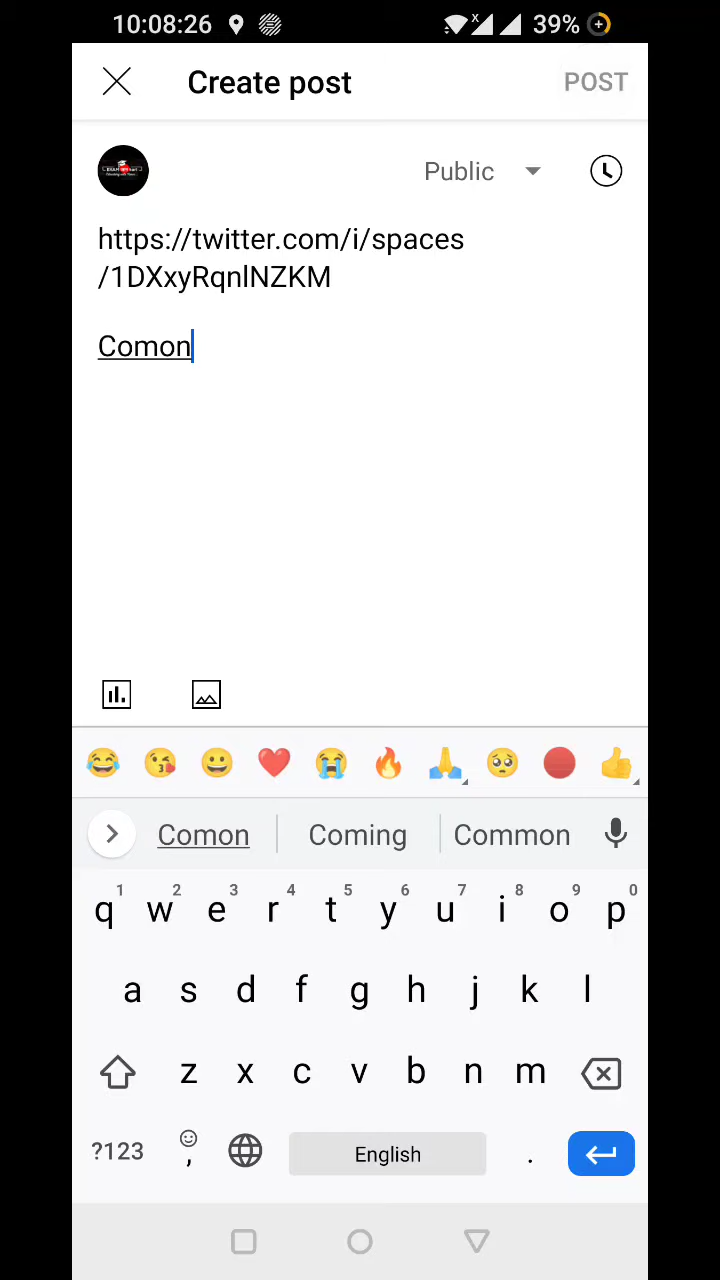 10:08:26 x 39%
Create post POST
Public
https://twitter.com/i/spaces
/1DXxyRqnlNZKM
Comon
Comon Coming Common
1 2 3 4 5 6 7 8 9 0
q w e r t y u i o p
a s d f g h j k l
z x c v b n m
?123 , English .